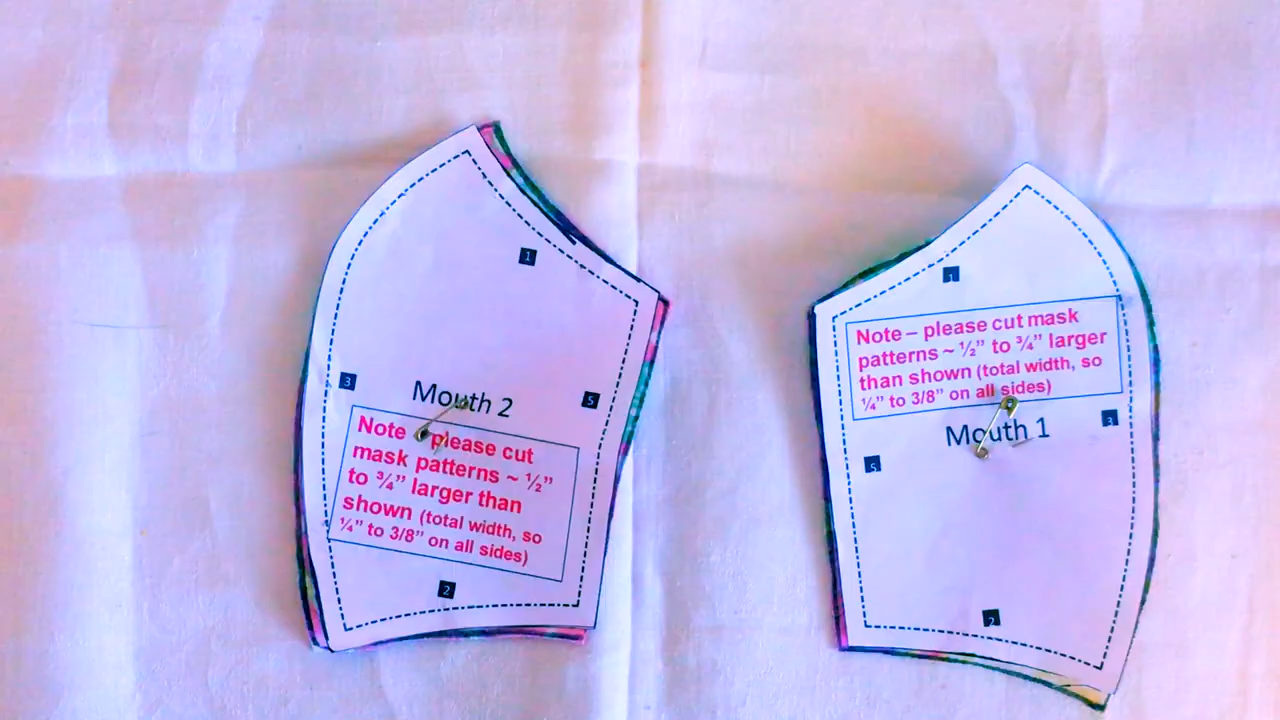 1
3
5
Mouth 2
Note – please cut
mask patterns ~ ½”
to ¾” larger than
shown (total width, so
¼” to 3/8” on all sides)
2
1
Note – please cut mask
patterns ~ ½” to ¾” larger
than shown (total width, so
¼” to 3/8” on all sides)
3
Mouth 1
5
2